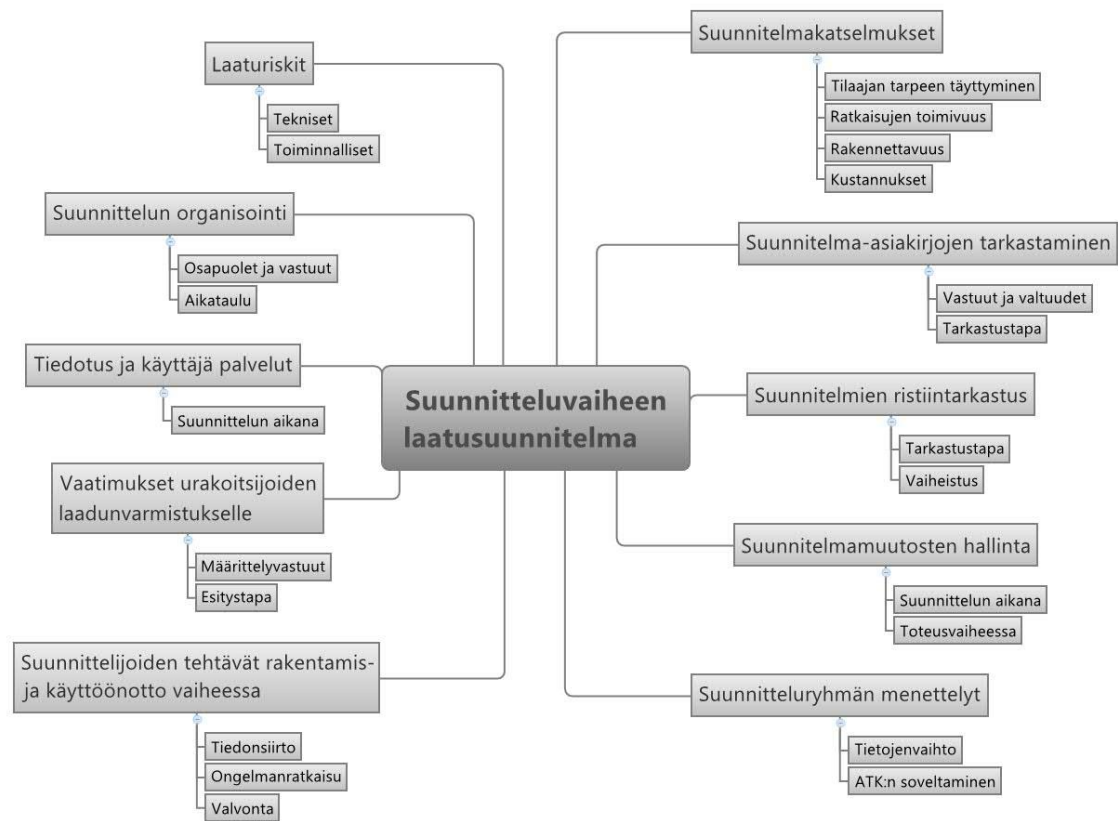 Suunnitteluvaiheen
laatusuunnitelma
Laaturiskit
Tekniset
Toiminnalliset
Suunnittelun organisointi
Osapuolet ja vastuut
Aikataulu
Tiedotus ja käyttäjä palvelut
Suunnittelun aikana
Vaatimukset urakoitsijoiden
laadunvarmistukselle
Määrittelyvastuut
Esitystapa
Suunnittelijoiden tehtävät rakentamis-
ja käyttöönotto vaiheessa
Tiedonsiirto
Ongelmanratkaisu
Valvonta
Suunnitelmakatselmukset
Tilaajan tarpeen täyttyminen
Ratkaisujen toimivuus
Rakennettavuus
Kustannukset
Suunnitelma-asiakirjojen tarkastaminen
Vastuut ja valtuudet
Tarkastustapa
Suunnitelmien ristiintarkastus
Tarkastustapa
Vaiheistus
Suunnitelmamuutosten hallinta
Suunnittelun aikana
Toteusvaiheessa
Suunnitteluryhmän menettelyt
Tietojenvaihto
ATK:n soveltaminen